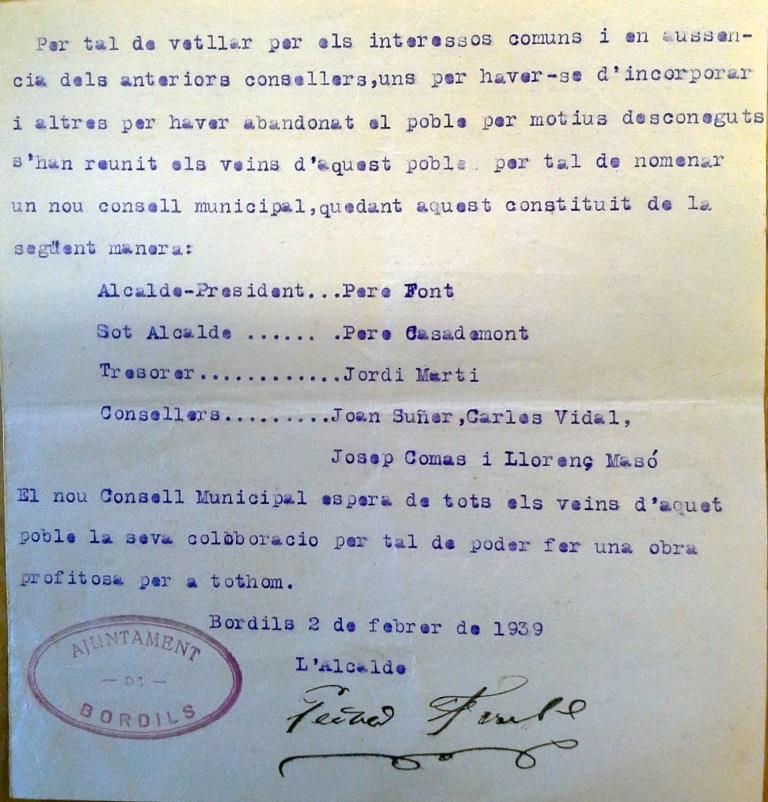 Per tal de vetllar per els interessos comuns i en aussen-
cia dels anteriors consellers,uns per haver-se d'incorporar
i altres per haver abandonat el poble per motius desconeguts
s'han reunit els veins d'aquest poble per tal de nomenar
un nou consell municipal,quedant aquest constituit de la
següent manera:
Alcalde-President...Pere Font
Sot Alcalde ...... .Pere Casademont
Tresorer............Jordi Marti
Consellers.........Joan Suñer,Carles Vidal,
Josep Comas i Llorenç Masó
El nou Consell Municipal espera de tots els veins d'aquet
poble la seva coloboracio per tal de poder fer una obra
profitosa per a tothom.
Bordils 2 de febrer de 1939
L'Alcalde
AJUNTAMENT
— DE —
BORDILS